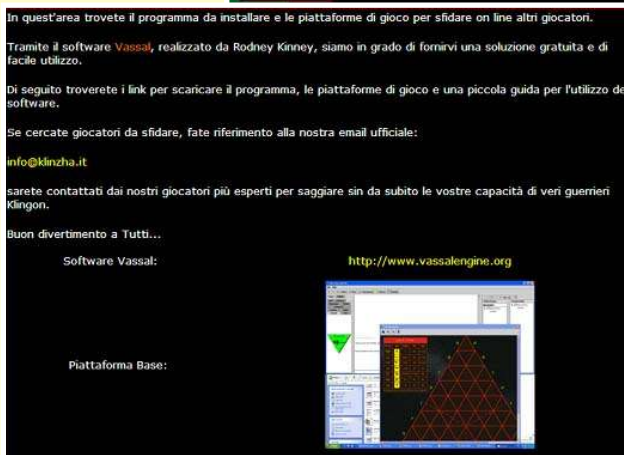 In quest'area trovete il programma da installare e le piattaforme di gioco per sfidare on line altri giocatori.
Tramite il software Vassal, realizzato da Rodney Kinney, siamo in grado di fornirvi una soluzione gratuita e di
facile utilizzo.
Di seguito troverete i link per scaricare il programma, le piattaforme di gioco e una piccola guida per l'utilizzo de
software.
Se cercate giocatori da sfidare, fate riferimento alla nostra email ufficiale:
info@klinzha.it
sarete contattati dai nostri giocatori più esperti per saggiare sin da subito le vostre capacità di veri guerrieri
Klingon.
Buon divertimento a Tutti...
Software Vassal:
http://www.vassalengine.org
Piattaforma Base: